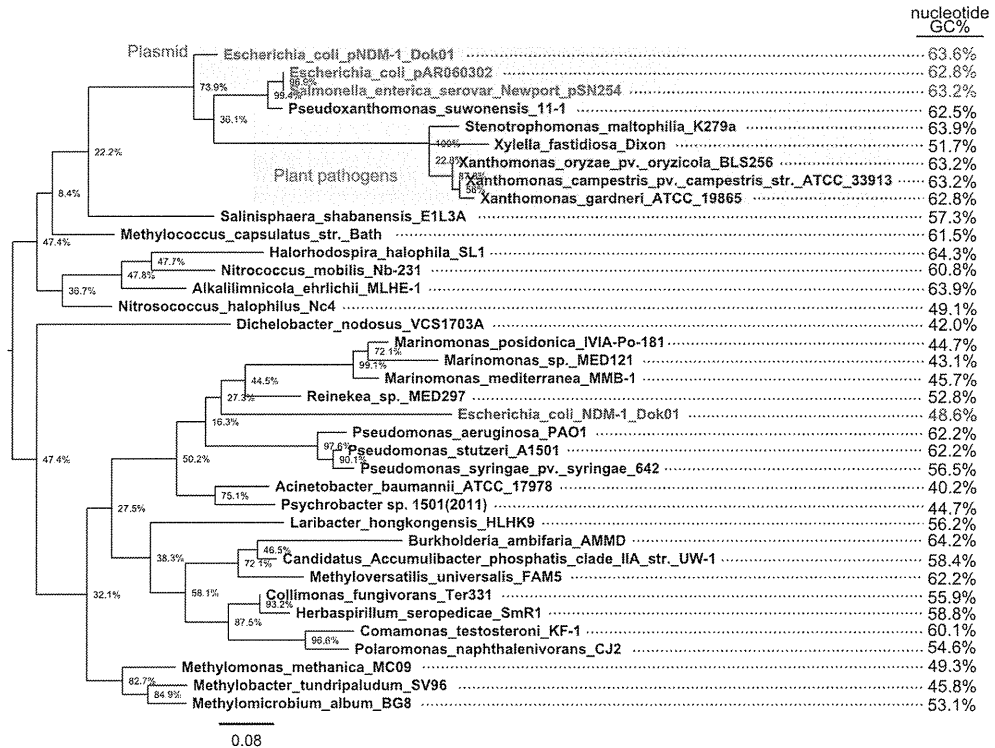 nucleotide
GC%
Plasmid
Escherichia_coli_pNDM-1_Dok01 63.6%
Escherichia_coli_pAR060302 62.8%
Salmonella_enterica_serovar_Newport_pSN254 63.2%
Pseudoxanthomonas_suwonensis_11-1 62.5%
Stenotrophomonas_maltophilia_K279a 63.9%
Xylella_fastidiosa_Dixon 51.7%
Xanthomonas_oryzae_pv._oryzicola_BLS256 63.2%
Plant pathogens
Xanthomonas_campestris_pv._campestris_str._ATCC_33913 63.2%
Xanthomonas_gardneri_ATCC_19865 62.8%
Salinisphaera_shabanensis_E1L3A 57.3%
Methylococcus_capsulatus_str._Bath 61.5%
Halorhodospira_halophila_SL1 64.3%
Nitrococcus_mobilis_Nb-231 60.8%
Alkalilimnicola_ehrlichii_MLHE-1 63.9%
Nitrosococcus_halophilus_Nc4 49.1%
Dichelobacter_nodosus_VCS1703A 42.0%
Marinomonas_posidonica_IVIA-Po-181 44.7%
Marinomonas_sp._MED121 43.1%
Marinomonas_mediterranea_MMB-1 45.7%
Reinekea_sp._MED297 52.8%
Escherichia_coli_NDM-1_Dok01 48.6%
Pseudomonas_aeruginosa_PAO1 62.2%
Pseudomonas_stutzeri_A1501 62.2%
Pseudomonas_syringae_pv._syringae_642 56.5%
Acinetobacter_baumannii_ATCC_17978 40.2%
Psychrobacter sp. 1501(2011) 44.7%
Laribacter_hongkongensis_HLHK9 56.2%
Burkholderia_ambifaria_AMMD 64.2%
Candidatus_Accumulibacter_phosphatis_clade_IIA_str._UW-1 58.4%
Methyloversatilis_universalis_FAM5 62.2%
Collimonas_fungivorans_Ter331 55.9%
Herbaspirillum_seropedicae_SmR1 58.8%
Comamonas_testosteroni_KF-1 60.1%
Polaromonas_naphthalenivorans_CJ2 54.6%
Methylomonas_methanica_MC09 49.3%
Methylobacter_tundripaludum_SV96 45.8%
Methylomicrobium_album_BG8 53.1%
73.9%
99.4%
36.1%
100%
22.2%
8.4%
47.4%
47.7%
47.8%
36.7%
72.1%
99.1%
44.5%
27.3%
16.3%
97.6%
90.1%
50.2%
47.4%
75.1%
27.5%
46.5%
72.1%
38.3%
58.1%
93.2%
87.5%
96.6%
32.1%
82.7%
84.9%
0.08